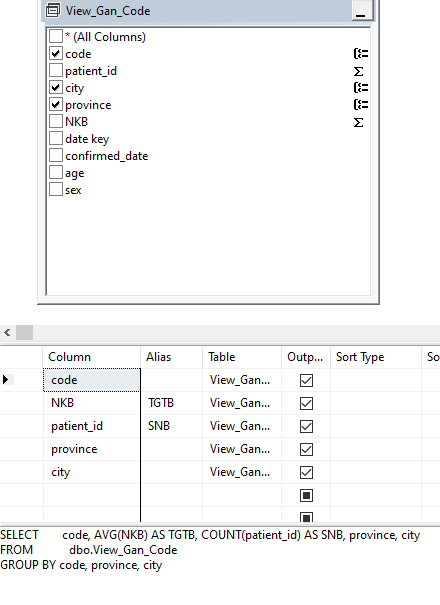 View_Gan_Code
* (All Columns)
code
patient_id
city
province
NKB
date key
confirmed_date
age
sex
Column Alias Table Outp... Sort Type So
code View_Gan...
NKB TGTB View_Gan...
patient_id SNB View_Gan...
province View_Gan...
city View_Gan...
SELECT code, AVG(NKB) AS TGTB, COUNT(patient_id) AS SNB, province, city
FROM dbo.View_Gan_Code
GROUP BY code, province, city